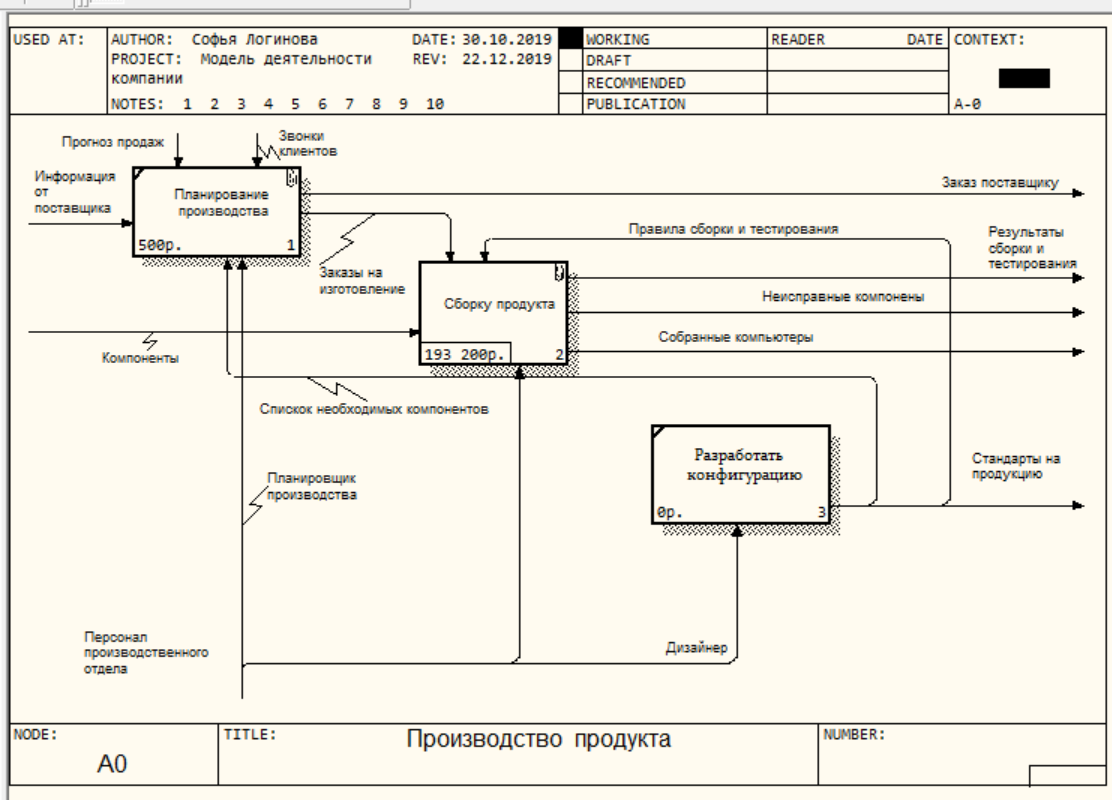 USED AT:
AUTHOR: Софья Логинова
DATE: 30.10.2019
PROJECT: Модель деятельности
компании
REV: 22.12.2019
NOTES: 1 2 3 4 5 6 7 8 9 10
WORKING
DRAFT
RECOMMENDED
PUBLICATION
READER DATE
CONTEXT:
A-0
Прогноз продаж
Звонки
клиентов
Информация
от
поставщика
Планирование
производства
500р. 1
Заказ поставщику
Правила сборки и тестирования
Результаты
сборки и
тестирования
Заказы на
изготовление
Сборку продукта
193 200р. 2
Неисправные компонены
Собранные компьютеры
Компоненты
Спискок необходимых компонентов
Разработать
конфигурацию
0р. 3
Стандарты на
продукцию
Планировщик
производства
Персонал
производственного
отдела
Дизайнер
NODE:
A0
TITLE:
Производство продукта
NUMBER: